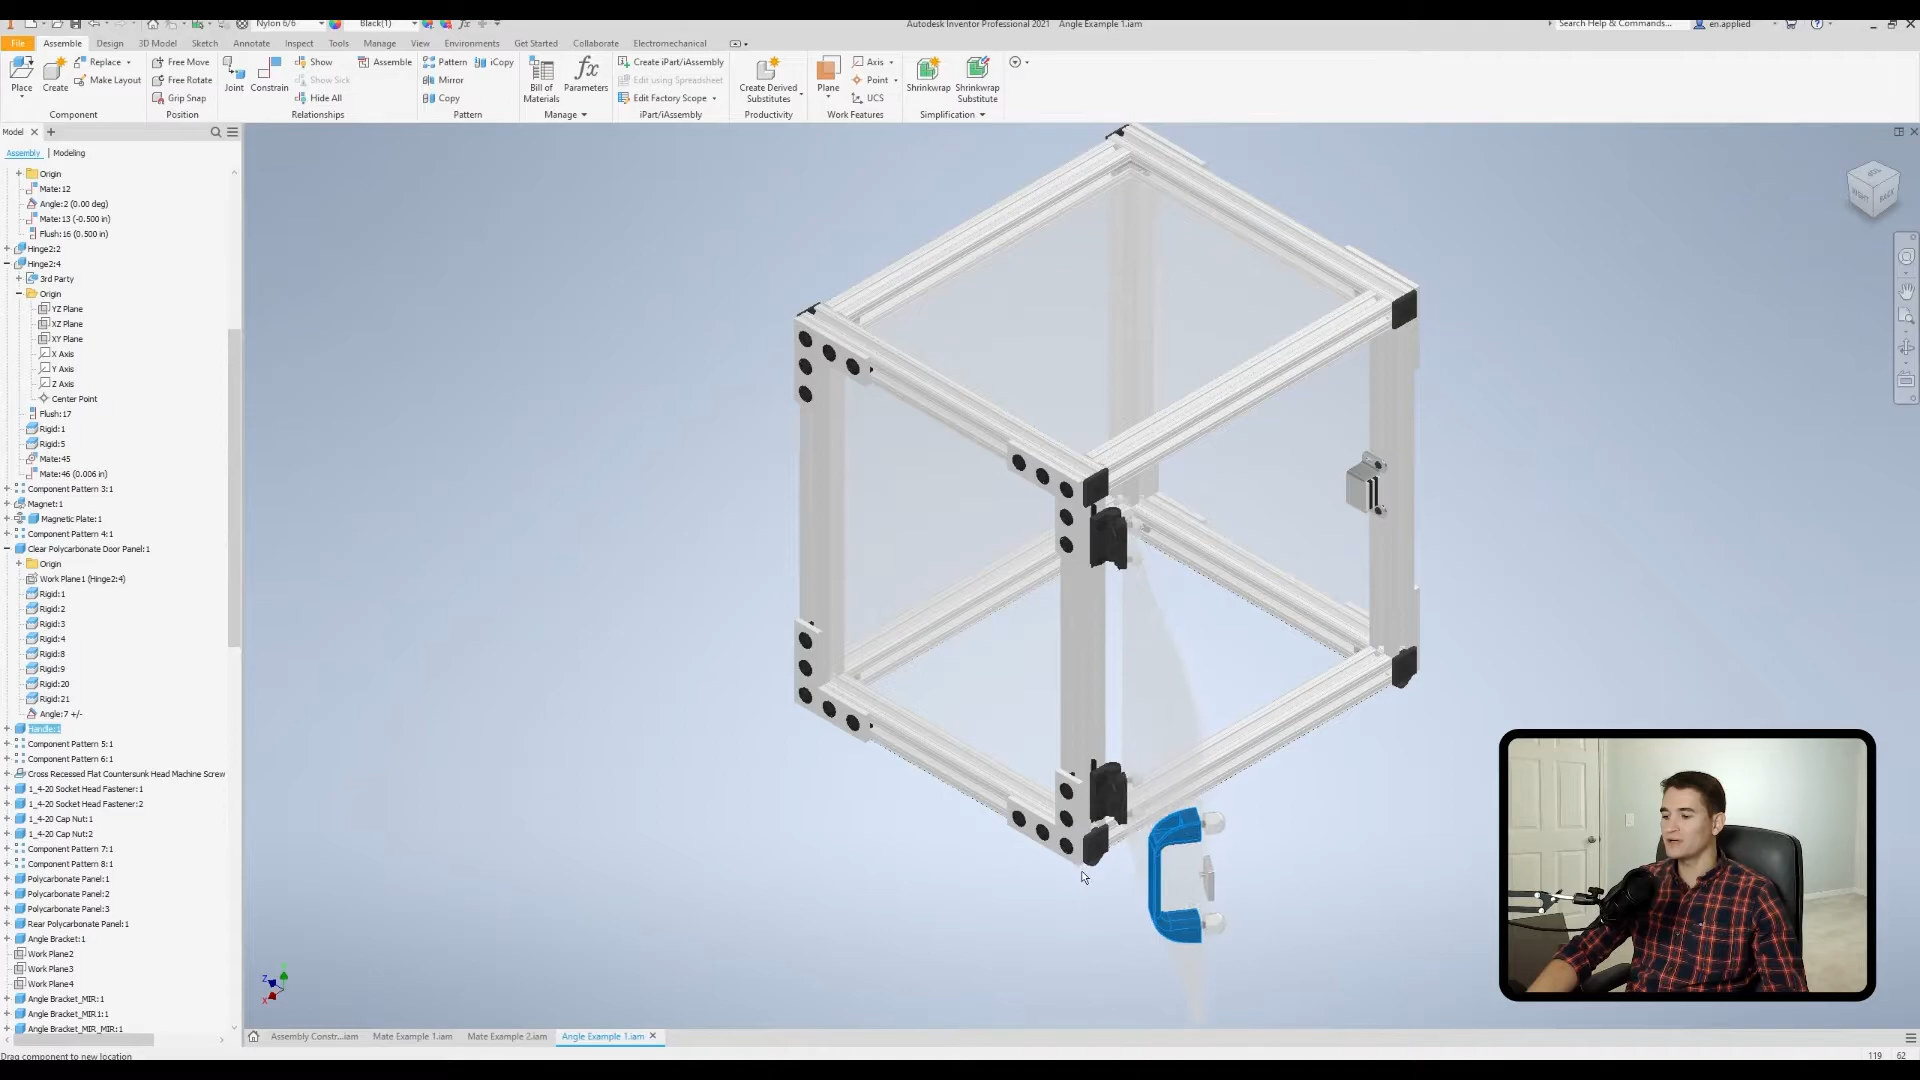 Nylon 6/6
Black(1)
Autodesk Inventor Professional 2021 Angle Example 1.iam
Search Help & Commands...
en.applied
File
Assemble
Design
3D Model
Sketch
Annotate
Inspect
Tools
Manage
View
Environments
Get Started
Collaborate
Electromechanical
Place
Create
Replace
Make Layout
Component
Free Move
Free Rotate
Grip Snap
Position
Joint
Constrain
Show
Show Sick
Hide All
Relationships
Assemble
Pattern
Mirror
Copy
iCopy
Pattern
Bill of
Materials
Parameters
Manage
Create iPart/iAssembly
Edit using Spreadsheet
Edit Factory Scope
iPart/iAssembly
Create Derived
Substitutes
Productivity
Plane
Axis
Point
UCS
Work Features
Shrinkwrap
Shrinkwrap
Substitute
Simplification
Model
Assembly
Modeling
Origin
Mate:12
Angle:2 (0.00 deg)
Mate:13 (-0.500 in)
Flush:16 (0.500 in)
Hinge2:2
Hinge2:4
3rd Party
Origin
YZ Plane
XZ Plane
XY Plane
X Axis
Y Axis
Z Axis
Center Point
Flush:17
Rigid:1
Rigid:5
Mate:45
Mate:46 (0.006 in)
Component Pattern 3:1
Magnet:1
Magnetic Plate:1
Component Pattern 4:1
Clear Polycarbonate Door Panel:1
Origin
Work Plane1 (Hinge2:4)
Rigid:1
Rigid:2
Rigid:3
Rigid:4
Rigid:8
Rigid:9
Rigid:20
Rigid:21
Angle:7 +/-
Handle:1
Component Pattern 5:1
Component Pattern 6:1
Cross Recessed Flat Countersunk Head Machine Screw
1_4-20 Socket Head Fastener:1
1_4-20 Socket Head Fastener:2
1_4-20 Cap Nut:1
1_4-20 Cap Nut:2
Component Pattern 7:1
Component Pattern 8:1
Polycarbonate Panel:1
Polycarbonate Panel:2
Polycarbonate Panel:3
Rear Polycarbonate Panel:1
Angle Bracket:1
Work Plane2
Work Plane3
Work Plane4
Angle Bracket_MIR:1
Angle Bracket_MIR1:1
Angle Bracket_MIR_MIR:1
RIGHT
BACK
Z
X
Assembly Constr....iam
Mate Example 1.iam
Mate Example 2.iam
Angle Example 1.iam
Drag component to new location
119
62